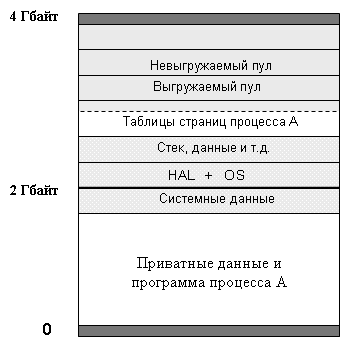 4 Гбайт
Невыгружаемый пул
Выгружаемый пул
Таблицы страниц процесса А
Стек, данные и т.д.
HAL + OS
2 Гбайт
Системные данные
Приватные данные и
программа процесса А
0